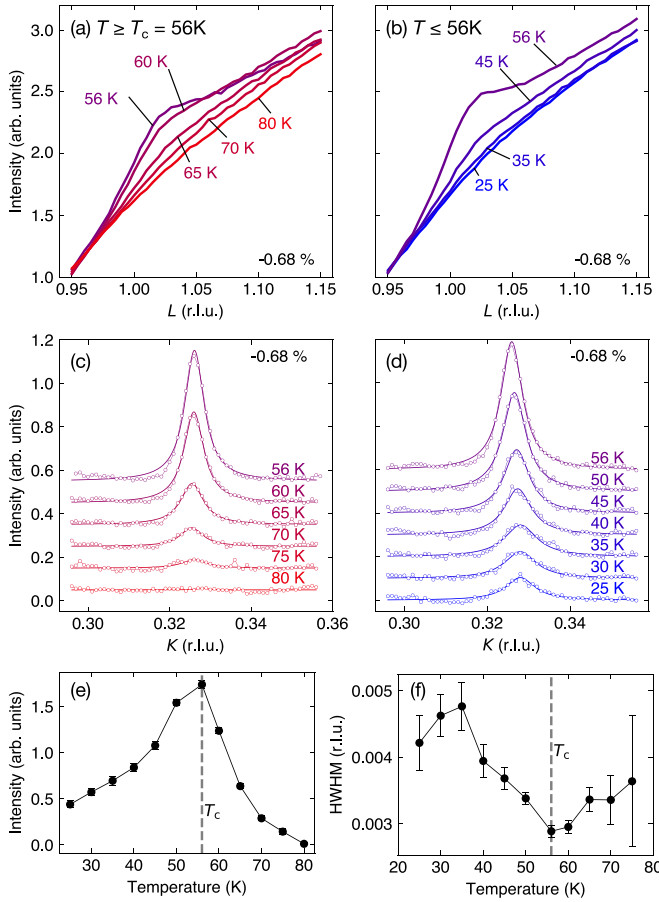 (a) T ≥ Tc = 56K
60 K
56 K
80 K
70 K
65 K
-0.68 %
Intensity (arb. units)
3.0
2.5
2.0
1.5
1.0
0.95
1.00
1.05
1.10
1.15
L (r.l.u.)
(b) T ≤ 56K
56 K
45 K
35 K
25 K
-0.68 %
0.95
1.00
1.05
1.10
1.15
L (r.l.u.)
(c)
-0.68 %
Intensity (arb. units)
1.2
1.0
0.8
0.6
0.4
0.2
0.0
56 K
60 K
65 K
70 K
75 K
80 K
0.30
0.32
0.34
0.36
K (r.l.u.)
(d)
-0.68 %
56 K
50 K
45 K
40 K
35 K
30 K
25 K
0.30
0.32
0.34
K (r.l.u.)
(e)
Intensity (arb. units)
1.5
1.0
0.5
0.0
Tc
30
40
50
60
70
80
Temperature (K)
(f)
HWHM (r.l.u.)
0.005
0.004
0.003
Tc
20
30
40
50
60
70
80
Temperature (K)